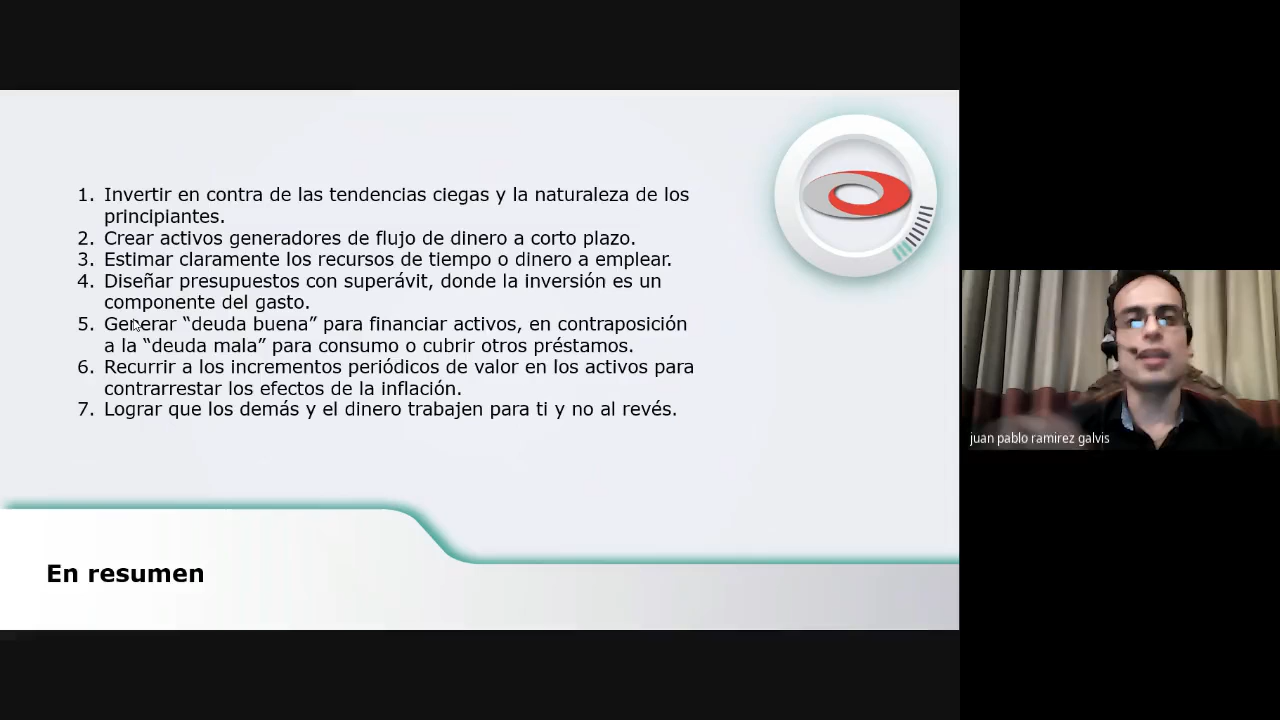 1. Invertir en contra de las tendencias ciegas y la naturaleza de los
principiantes.
2. Crear activos generadores de flujo de dinero a corto plazo.
3. Estimar claramente los recursos de tiempo o dinero a emplear.
4. Diseñar presupuestos con superávit, donde la inversión es un
componente del gasto.
5. Generar “deuda buena” para financiar activos, en contraposición
a la “deuda mala” para consumo o cubrir otros préstamos.
6. Recurrir a los incrementos periódicos de valor en los activos para
contrarrestar los efectos de la inflación.
7. Lograr que los demás y el dinero trabajen para ti y no al revés.
En resumen
juan pablo ramirez galvis